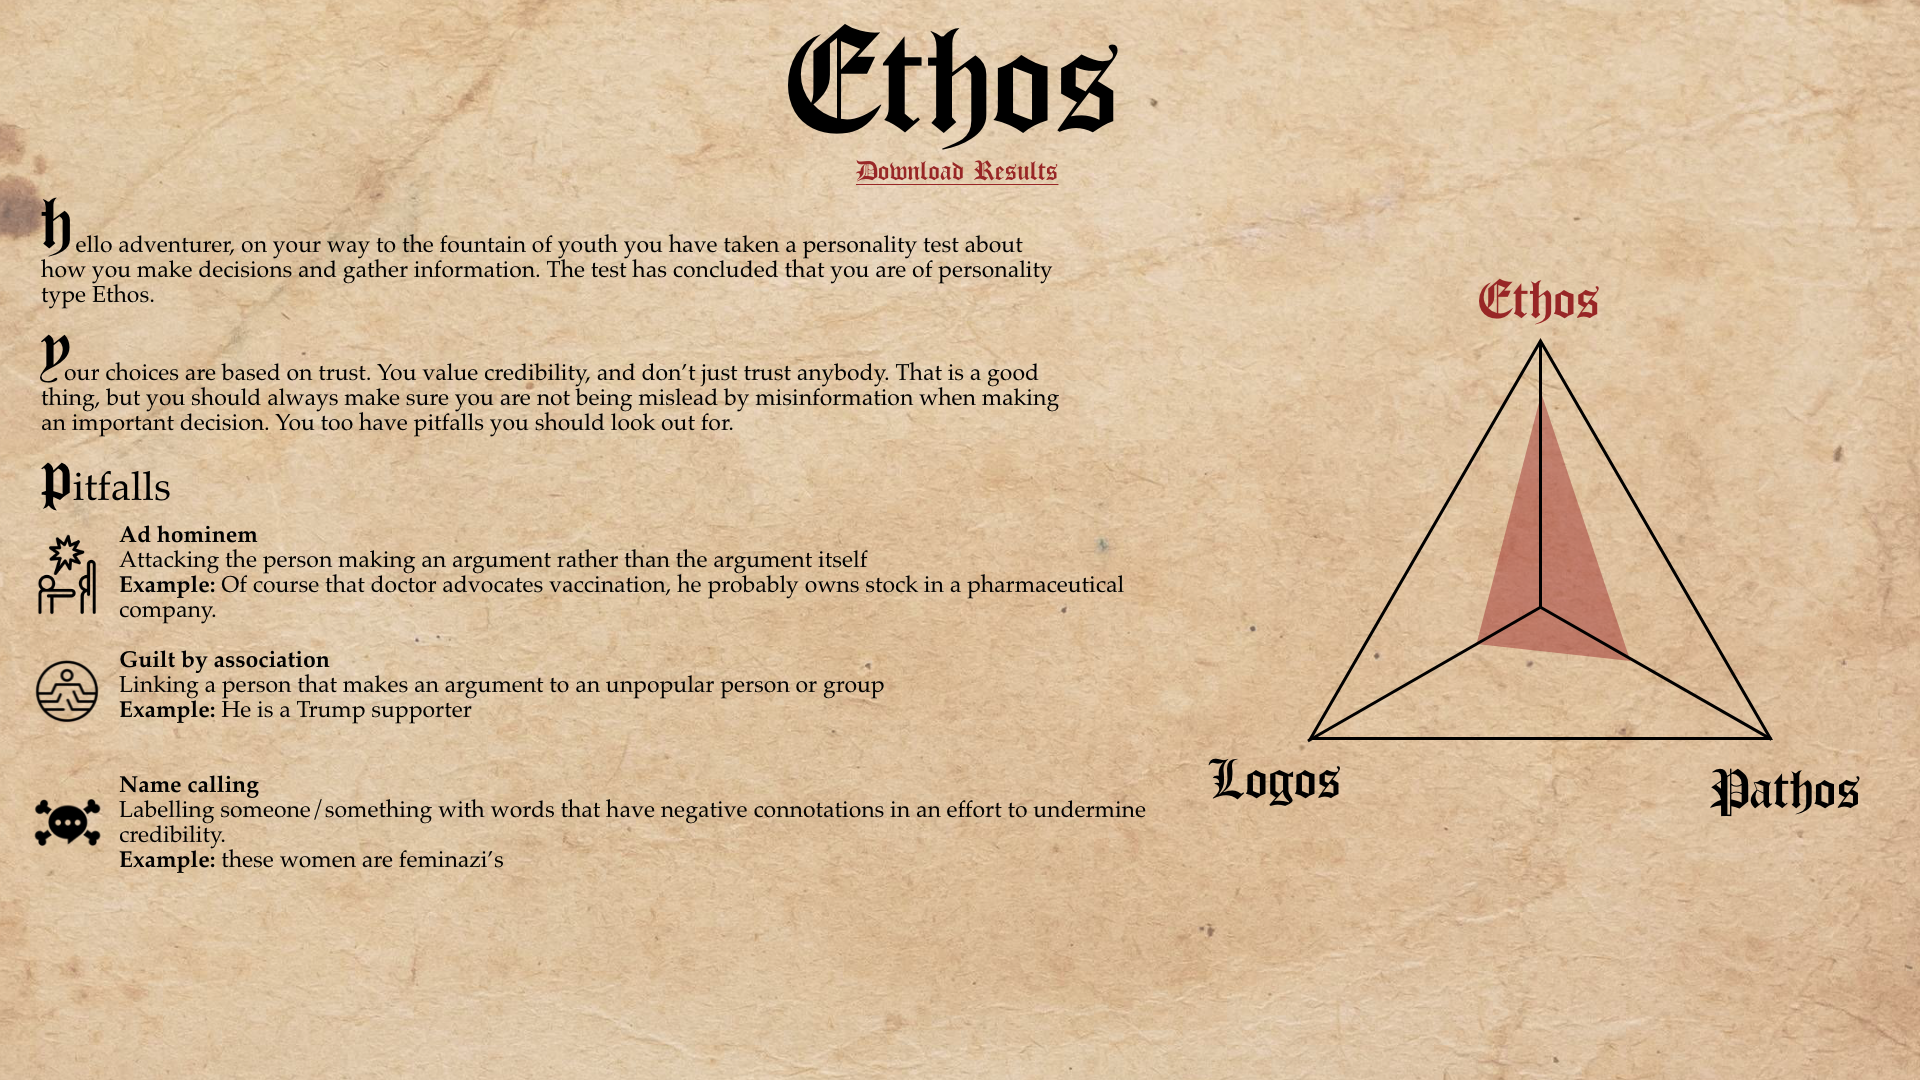 Ethos
Download Results
Hello adventurer, on your way to the fountain of youth you have taken a personality test about
how you make decisions and gather information. The test has concluded that you are of personality
type Ethos.
Your choices are based on trust. You value credibility, and don’t just trust anybody. That is a good
thing, but you should always make sure you are not being mislead by misinformation when making
an important decision. You too have pitfalls you should look out for.
Pitfalls
Ad hominem
Attacking the person making an argument rather than the argument itself
Example: Of course that doctor advocates vaccination, he probably owns stock in a pharmaceutical
company.
Guilt by association
Linking a person that makes an argument to an unpopular person or group
Example: He is a Trump supporter
Name calling
Labelling someone/something with words that have negative connotations in an effort to undermine
credibility.
Example: these women are feminazi’s
Ethos
Logos
Pathos